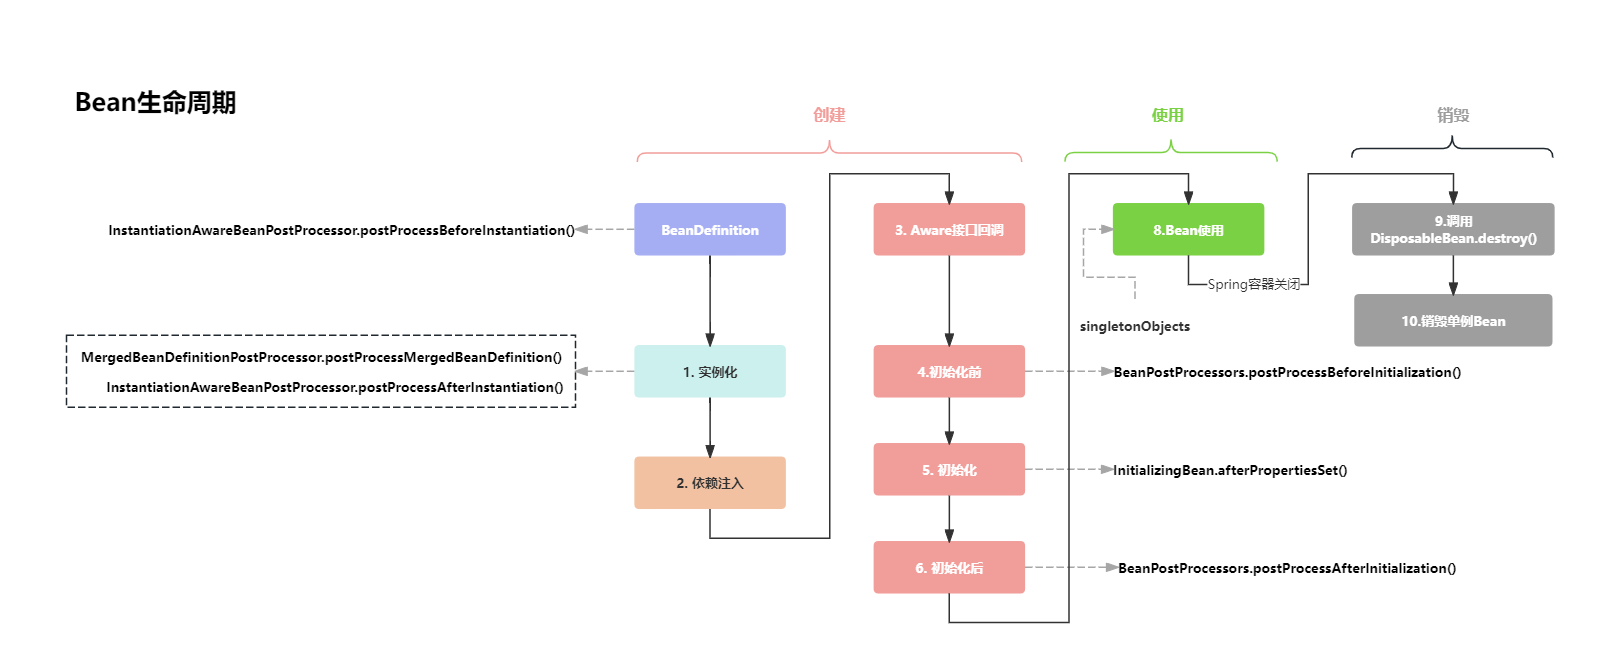 Bean生命周期
创建
使用
销毁
InstantiationAwareBeanPostProcessor.postProcessBeforeInstantiation()
BeanDefinition
3. Aware接口回调
8.Bean使用
9.调用
DisposableBean.destroy()
Spring容器关闭
singletonObjects
10.销毁单例Bean
MergedBeanDefinitionPostProcessor.postProcessMergedBeanDefinition()
InstantiationAwareBeanPostProcessor.postProcessAfterInstantiation()
1. 实例化
4.初始化前
BeanPostProcessors.postProcessBeforeInitialization()
2. 依赖注入
5. 初始化
InitializingBean.afterPropertiesSet()
6. 初始化后
BeanPostProcessors.postProcessAfterInitialization()